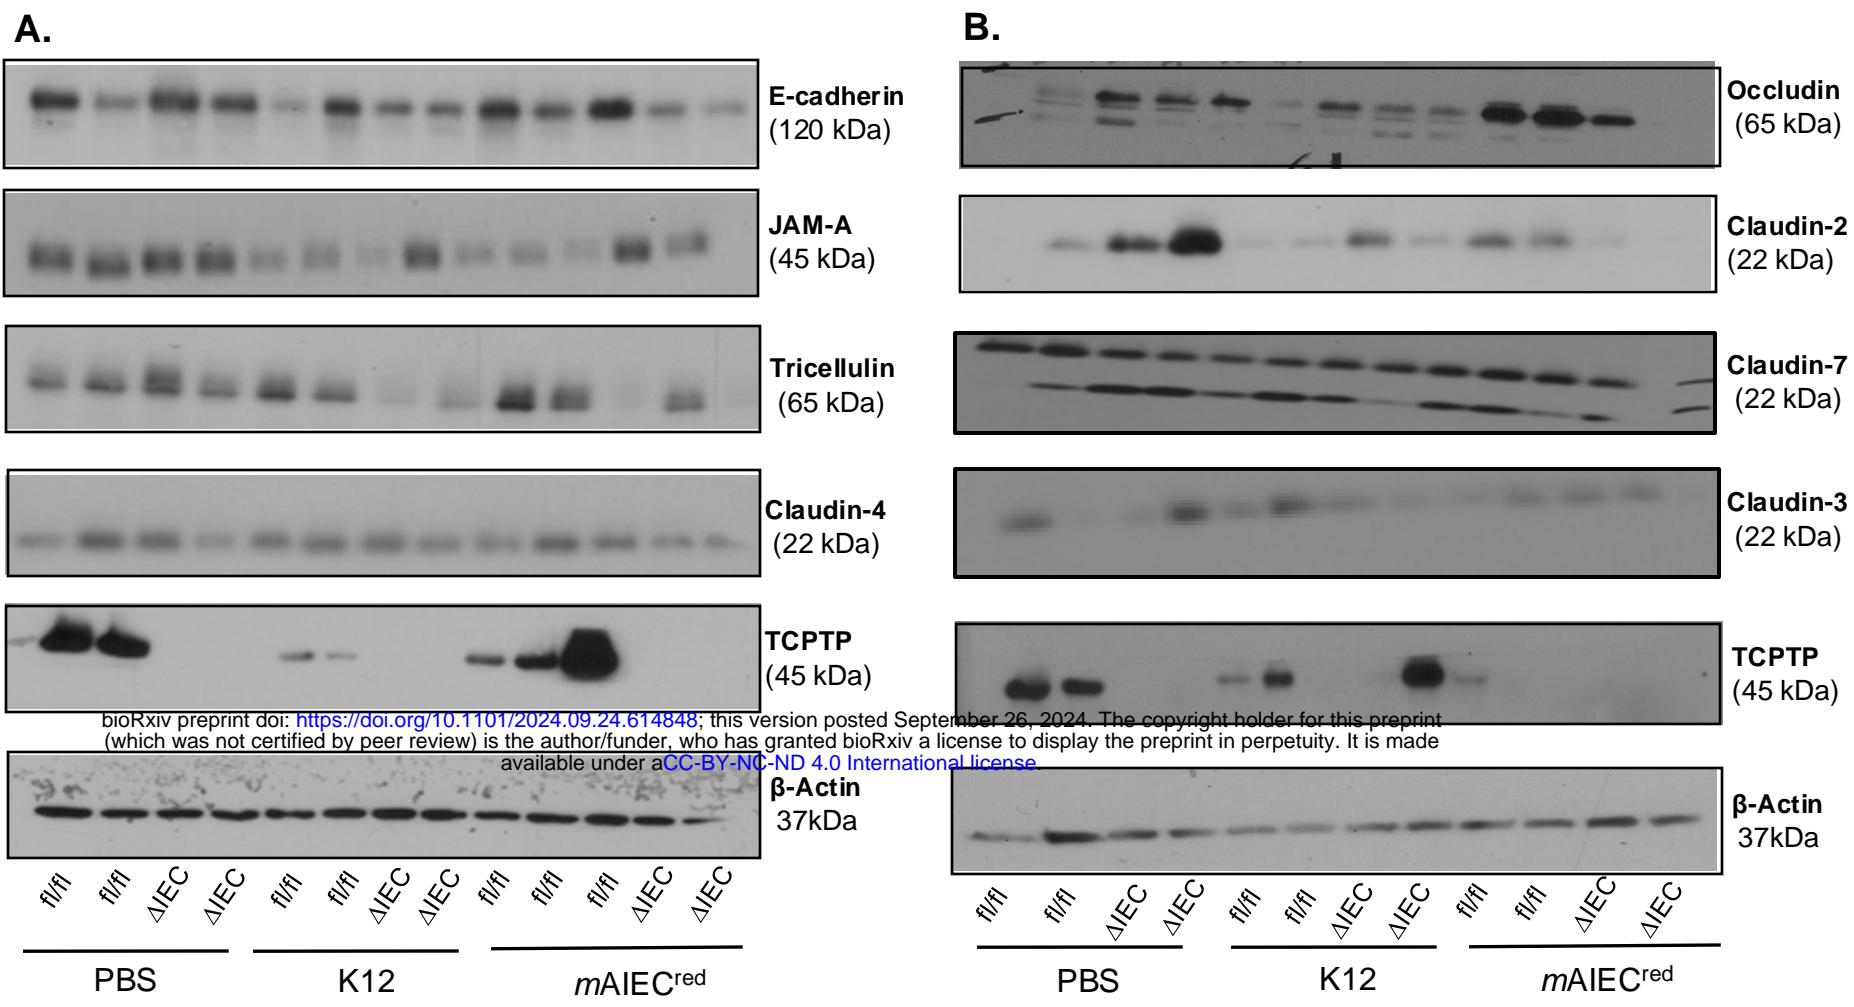 A.
E-cadherin
(120 kDa)
JAM-A
(45 kDa)
Tricellulin
(65 kDa)
Claudin-4
(22 kDa)
TCPTP
(45 kDa)
β-Actin
37kDa
fl/fl fl/fl ΔIEC ΔIEC fl/fl fl/fl ΔIEC ΔIEC fl/fl fl/fl fl/fl ΔIEC ΔIEC
PBS K12 mAIECred
B.
Occludin
(65 kDa)
Claudin-2
(22 kDa)
Claudin-7
(22 kDa)
Claudin-3
(22 kDa)
TCPTP
(45 kDa)
β-Actin
37kDa
fl/fl fl/fl ΔIEC ΔIEC fl/fl fl/fl ΔIEC ΔIEC fl/fl fl/fl ΔIEC ΔIEC
PBS K12 mAIECred
bioRxiv preprint doi: https://doi.org/10.1101/2024.09.24.614848; this version posted September 26, 2024. The copyright holder for this preprint
(which was not certified by peer review) is the author/funder, who has granted bioRxiv a license to display the preprint in perpetuity. It is made
available under aCC-BY-NC-ND 4.0 International license.